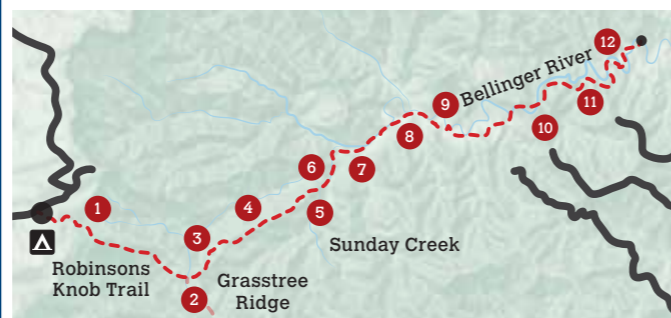 12
Bellinger River
9
8
11
10
6
7
1
4
5
3
Sunday Creek
Robinsons
Knob Trail
Grasstree
Ridge
2